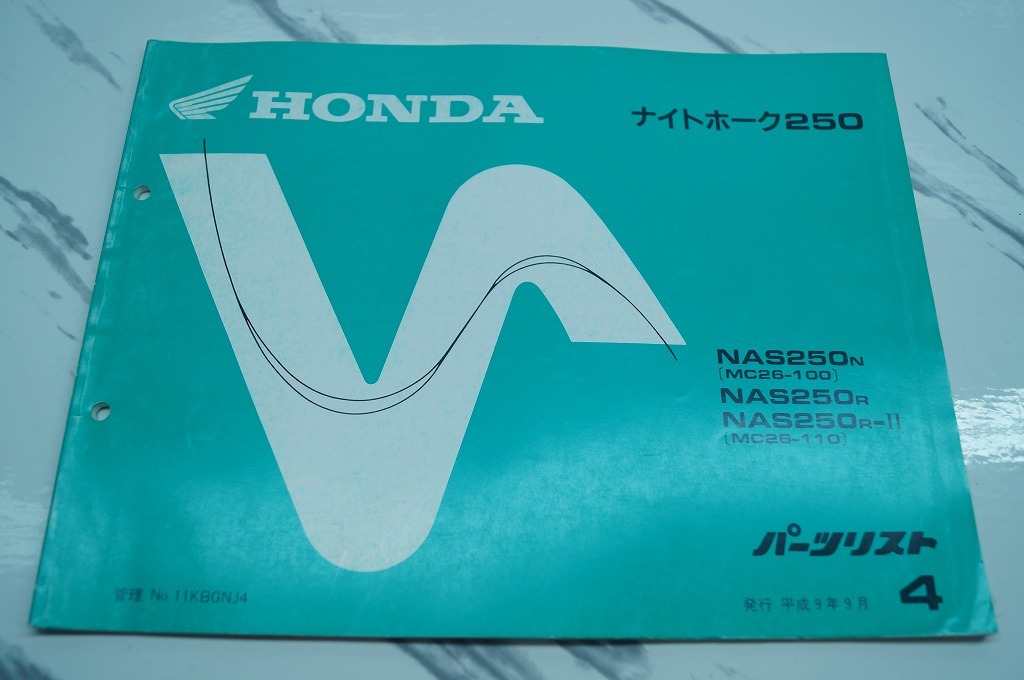 HONDA
ナイトホーク250
NAS250N
(MC26-100)
NAS250R
NAS250R-II
(MC26-110)
パーツリスト
4
管理 No.11KBGNJ4
発行 平成9年9月